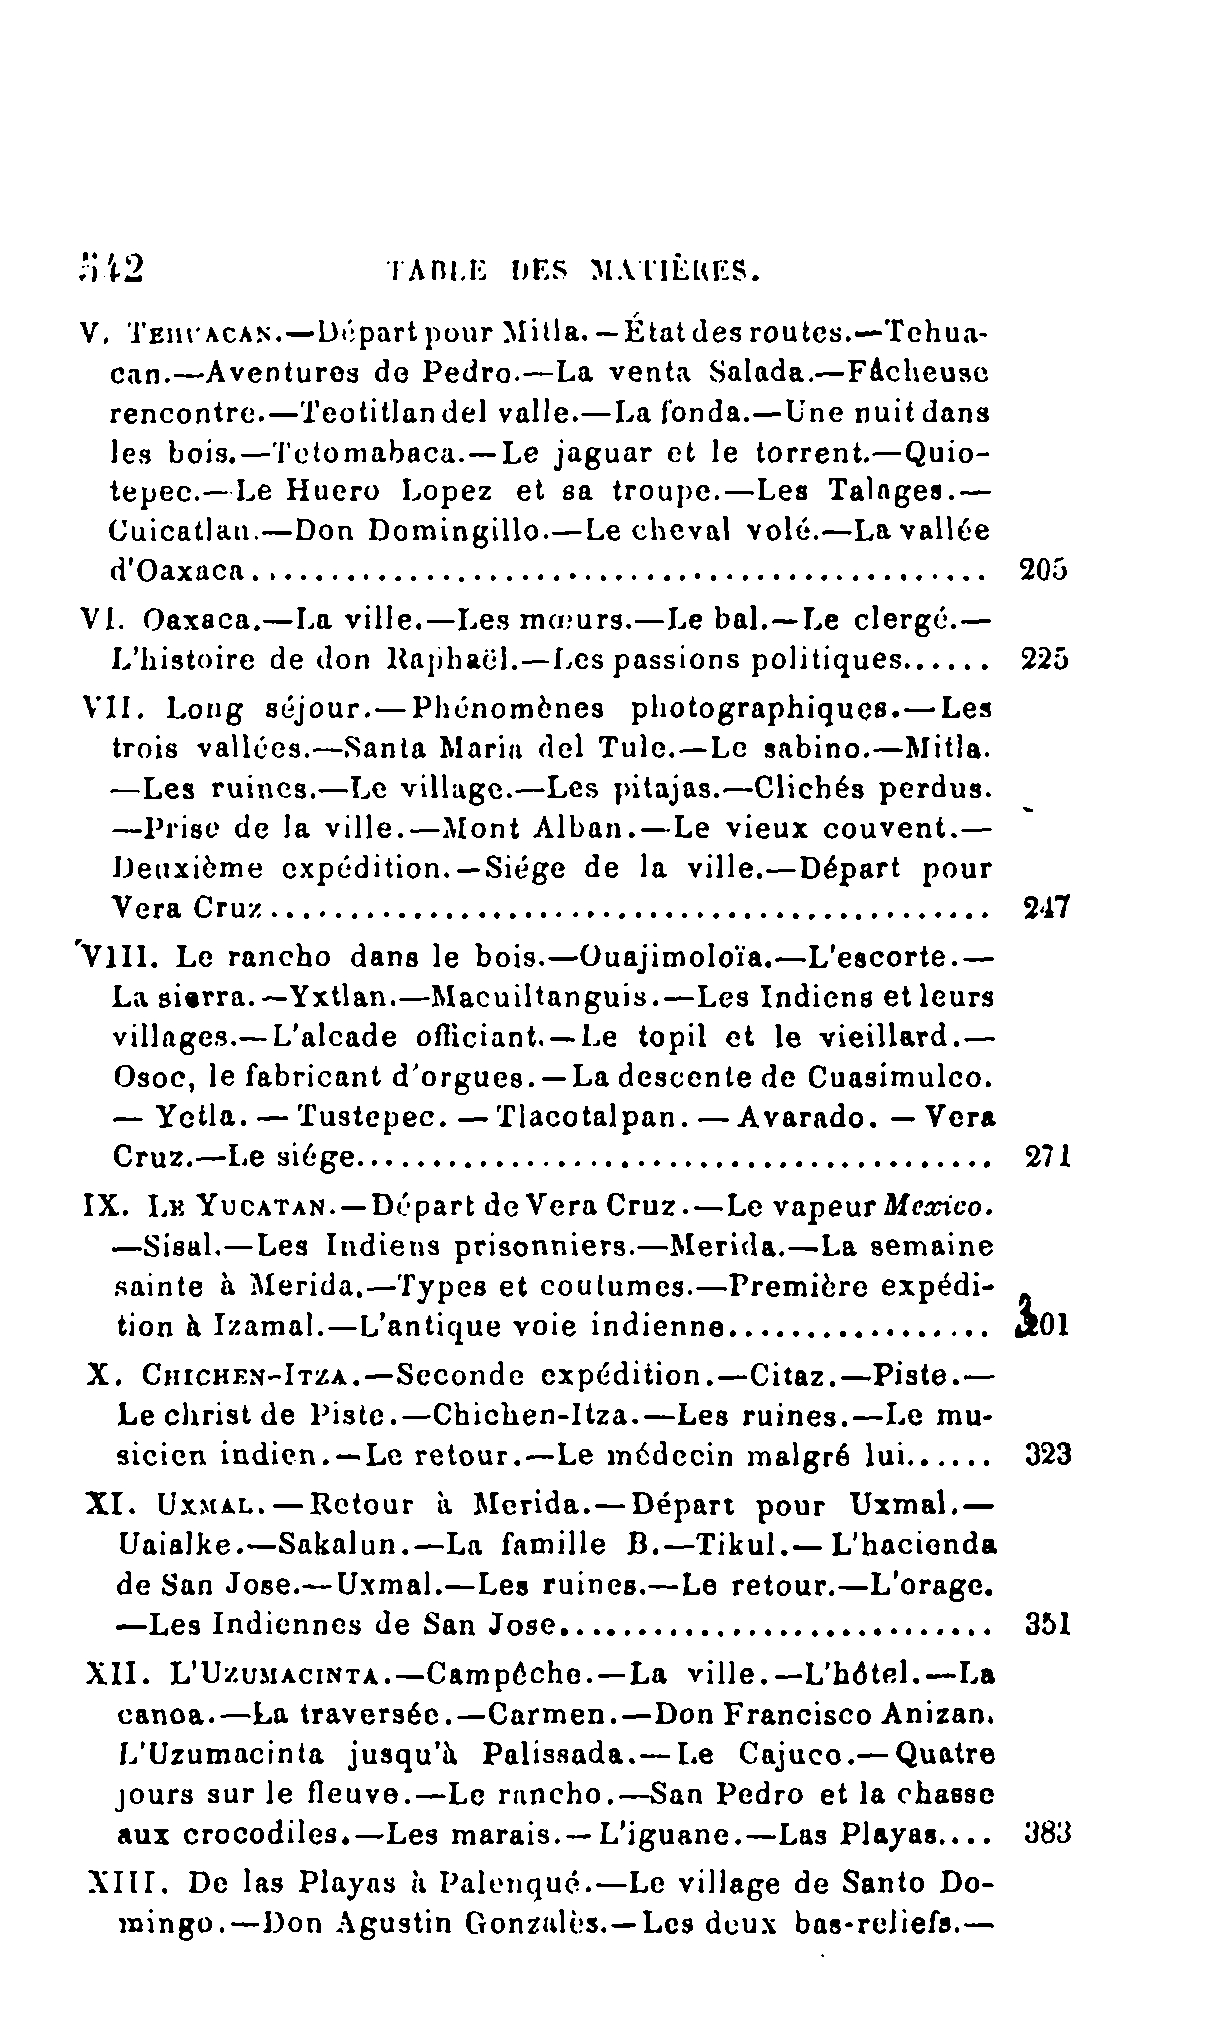 542 TABLE DES MATIÈRES.
V. TEHUACAN.—Départ pour Mitla.—État des routes.—Tehua-
can.—Aventures de Pedro.—La venta Salada.—Fâcheuse
rencontre.—Teotitlan del valle.—La fonda.—Une nuit dans
les bois.—Tetomabaca.—Le jaguar et le torrent.—Quio-
tepec.—Le Huero Lopez et sa troupe.—Les Talages.—
Cuicatlan.—Don Domingillo.—Le cheval volé.—La vallée
d'Oaxaca.............................................. 205
VI. Oaxaca.—La ville.—Les mœurs.—Le bal.—Le clergé.—
L'histoire de don Raphaël.—Les passions politiques...... 225
VII. Long séjour.—Phénomènes photographiques.—Les
trois vallées.—Santa Maria del Tule.—Le sabino.—Mitla.
—Les ruines.—Le village.—Les pitajas.—Clichés perdus.
—Prise de la ville.—Mont Alban.—Le vieux couvent.—
Deuxième expédition.—Siége de la ville.—Départ pour
Vera Cruz.............................................. 247
VIII. Le rancho dans le bois.—Ouajimoloïa.—L'escorte.—
La sierra.—Yxtlan.—Macuiltanguis.—Les Indiens et leurs
villages.—L'alcade officiant.—Le topil et le vieillard.—
Osoc, le fabricant d'orgues.—La descente de Cuasimulco.
— Yetla. — Tustepec. — Tlacotalpan. — Avarado. — Vera
Cruz.—Le siége......................................... 271
IX. LE YUCATAN.—Départ de Vera Cruz.—Le vapeur Mexico.
—Sisal.—Les Indiens prisonniers.—Merida.—La semaine
sainte à Merida.—Types et coutumes.—Première expédi-
tion à Izamal.—L'antique voie indienne................. 301
X. CHICHEN-ITZA.—Seconde expédition.—Citaz.—Piste.—
Le christ de Piste.—Chichen-Itza.—Les ruines.—Le mu-
sicien indien.—Le retour.—Le médecin malgré lui...... 323
XI. UXMAL.—Retour à Merida.—Départ pour Uxmal.—
Uaialke.—Sakalun.—La famille B.—Tikul.—L'hacienda
de San Jose.—Uxmal.—Les ruines.—Le retour.—L'orage.
—Les Indiennes de San Jose........................... 351
XII. L'UZUMACINTA.—Campêche.—La ville.—L'hôtel.—La
canoa.—La traversée.—Carmen.—Don Francisco Anizan.
L'Uzumacinta jusqu'à Palissada.—Le Cajuco.—Quatre
jours sur le fleuve.—Le rancho.—San Pedro et la chasse
aux crocodiles.—Les marais.—L'iguane.—Las Playas.... 383
XIII. De las Playas à Palenqué.—Le village de Santo Do-
mingo.—Don Agustin Gonzalès.—Les deux bas-reliefs.—